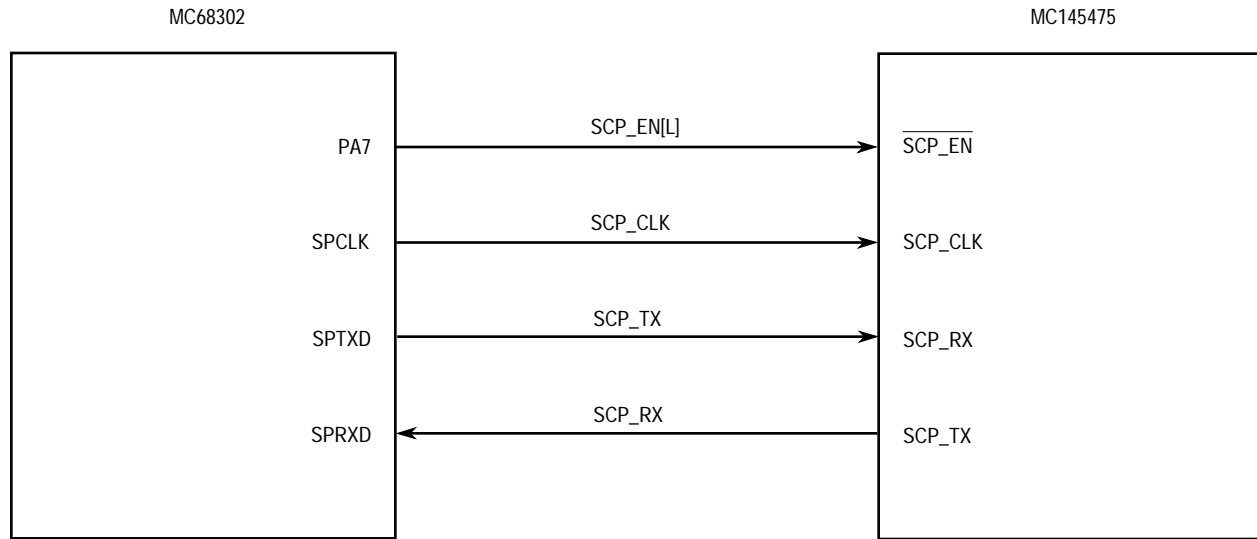 MC68302
MC145475
PA7
SCP_EN[L]
SCP_EN
SPCLK
SCP_CLK
SCP_CLK
SPTXD
SCP_TX
SCP_RX
SPRXD
SCP_RX
SCP_TX